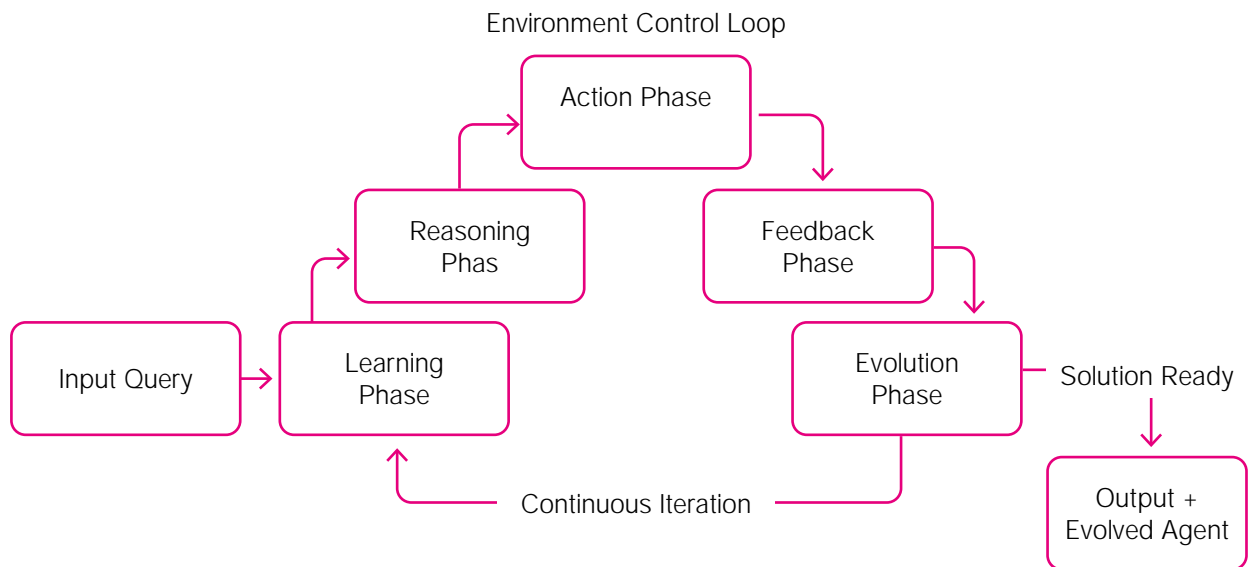 Environment Control Loop
Action Phase
Reasoning
Phas
Feedback
Phase
Input Query
Learning
Phase
Evolution
Phase
Solution Ready
Continuous Iteration
Output +
Evolved Agent